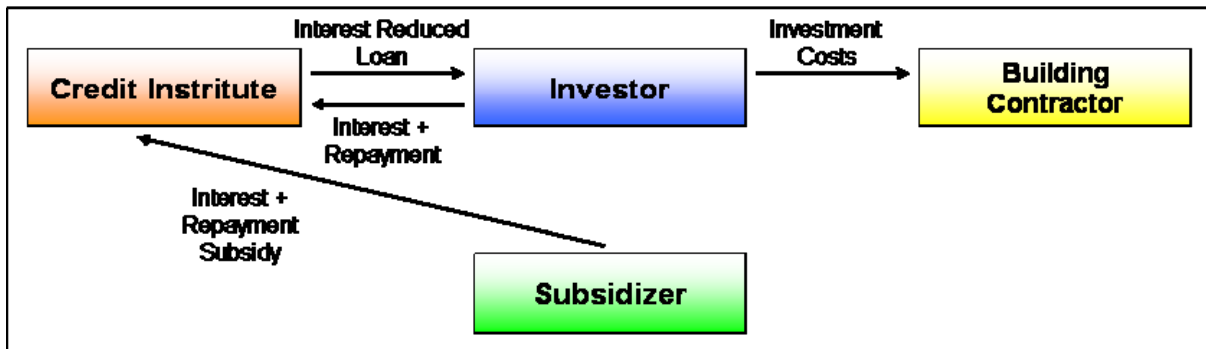 Interest Reduced
Loan
Investment
Costs
Credit Instritute
Investor
Building
Contractor
Interest +
Repayment
Interest +
Repayment
Subsidy
Subsidizer